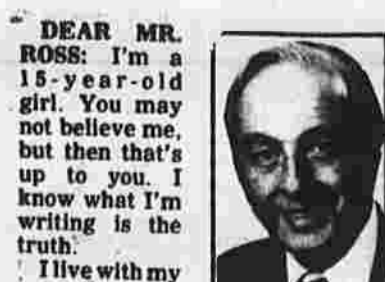 DEAR MR.
ROSS: I'm a
15-year-old
girl. You may
not believe me,
but then that's
up to you. I
know what I'm
writing is the
truth.
I live with my